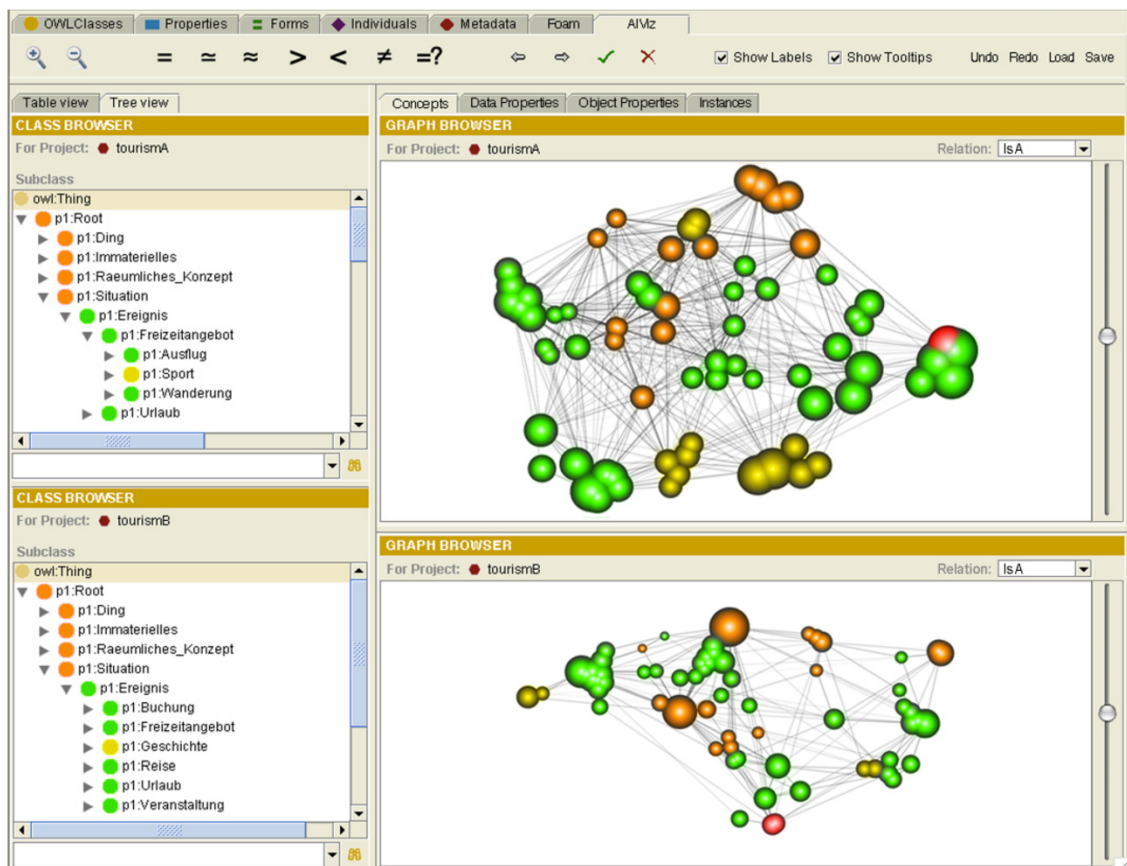 OWLClasses Properties Forms Individuals Metadata Foam AlViz
= ≃ ≈ > < ≠ =? Show Labels Show Tooltips Undo Redo Load Save
Table view Tree view
CLASS BROWSER
For Project: tourismA
Subclass
owl:Thing
p1:Root
p1:Ding
p1:Immaterielles
p1:Raeumliches_Konzept
p1:Situation
p1:Ereignis
p1:Freizeitangebot
p1:Ausflug
p1:Sport
p1:Wanderung
p1:Urlaub
Concepts Data Properties Object Properties Instances
GRAPH BROWSER
For Project: tourismA Relation: IsA
CLASS BROWSER
For Project: tourismB
Subclass
owl:Thing
p1:Root
p1:Ding
p1:Immaterielles
p1:Raeumliches_Konzept
p1:Situation
p1:Ereignis
p1:Buchung
p1:Freizeitangebot
p1:Geschichte
p1:Reise
p1:Urlaub
p1:Veranstaltung
GRAPH BROWSER
For Project: tourismB Relation: IsA